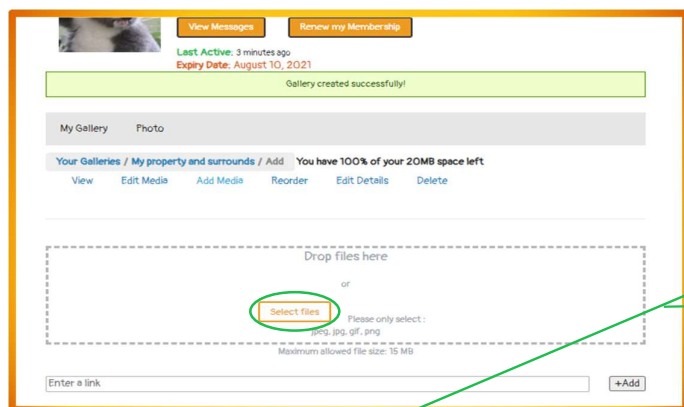 View Messages Renew my Membership
Last Active: 3 minutes ago
Expiry Date: August 10, 2021
Gallery created successfully!
My Gallery Photo
Your Galleries / My property and surrounds / Add You have 100% of your 20MB space left
View Edit Media Add Media Reorder Edit Details Delete
Drop files here
or
Select files Please only select :
jpeg, jpg, gif, png
Maximum allowed file size: 15 MB
Enter a link +Add